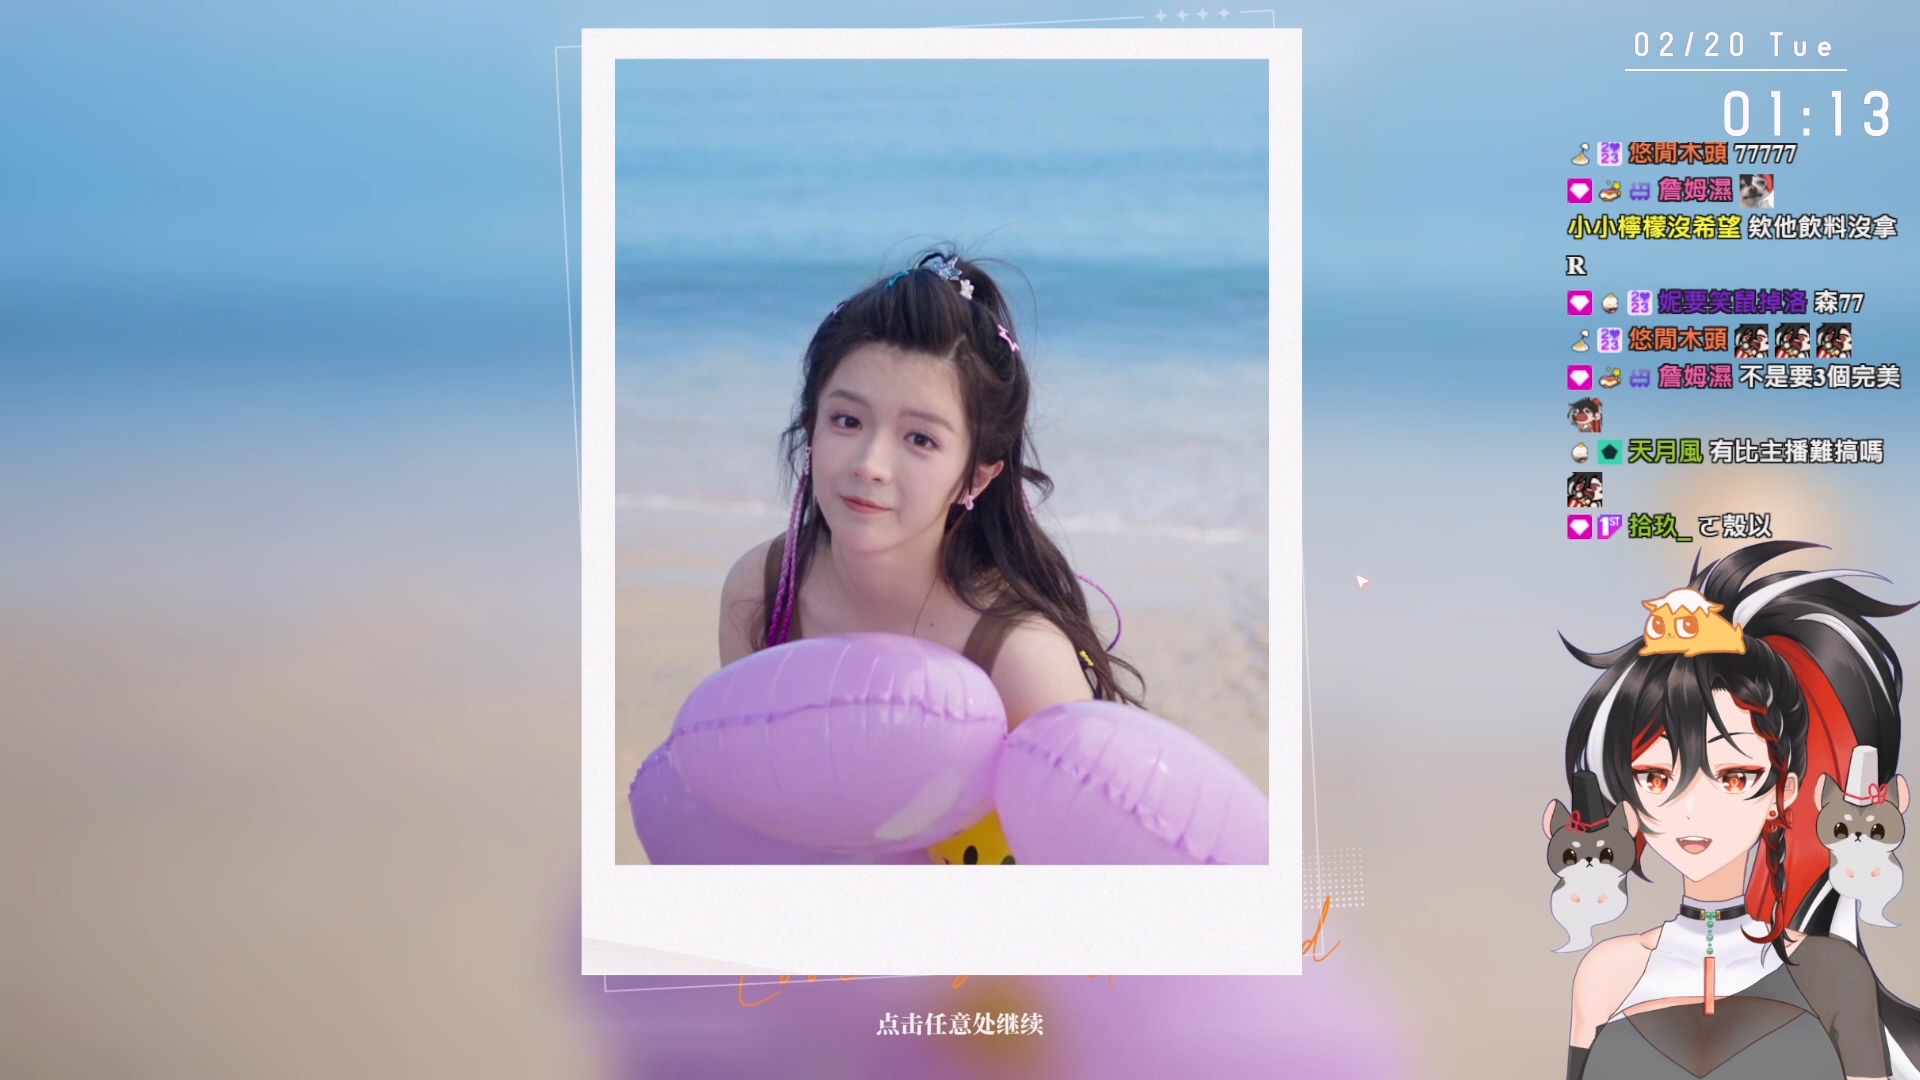 02/20 Tue
01:13
悠閒木頭 77777
詹姆濕
小小檸檬沒希望 欸他飲料沒拿
R
妮要笑鼠掉洛 森77
悠閒木頭
詹姆濕 不是要3個完美
天月風 有比主播難搞嗎
1ST 拾玖_ ㄛ殼以
点击任意处继续